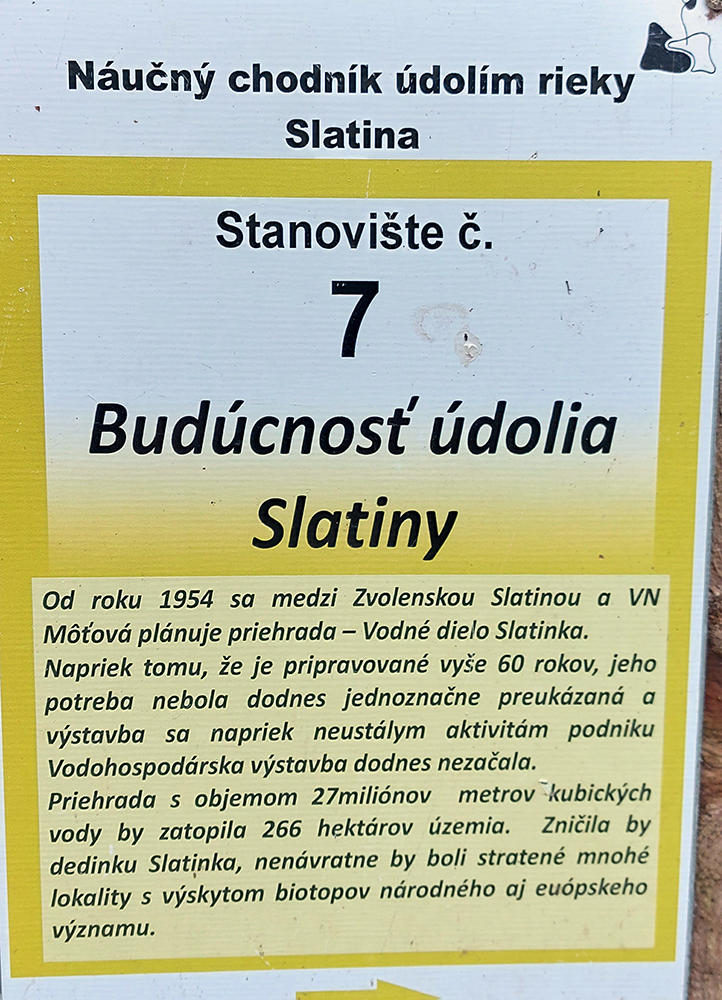 Náučný chodník údolím rieky
Slatina
Stanovište č.
7
Budúcnosť údolia
Slatiny
Od roku 1954 sa medzi Zvolenskou Slatinou a VN
Môťová plánuje priehrada – Vodné dielo Slatinka.
Napriek tomu, že je pripravované vyše 60 rokov, jeho
potreba nebola dodnes jednoznačne preukázaná a
výstavba sa napriek neustálym aktivitám podniku
Vodohospodárska výstavba dodnes nezačala.
Priehrada s objemom 27miliónov metrov kubických
vody by zatopila 266 hektárov územia. Zničila by
dedinku Slatinka, nenávratne by boli stratené mnohé
lokality s výskytom biotopov národného aj euópskeho
významu.